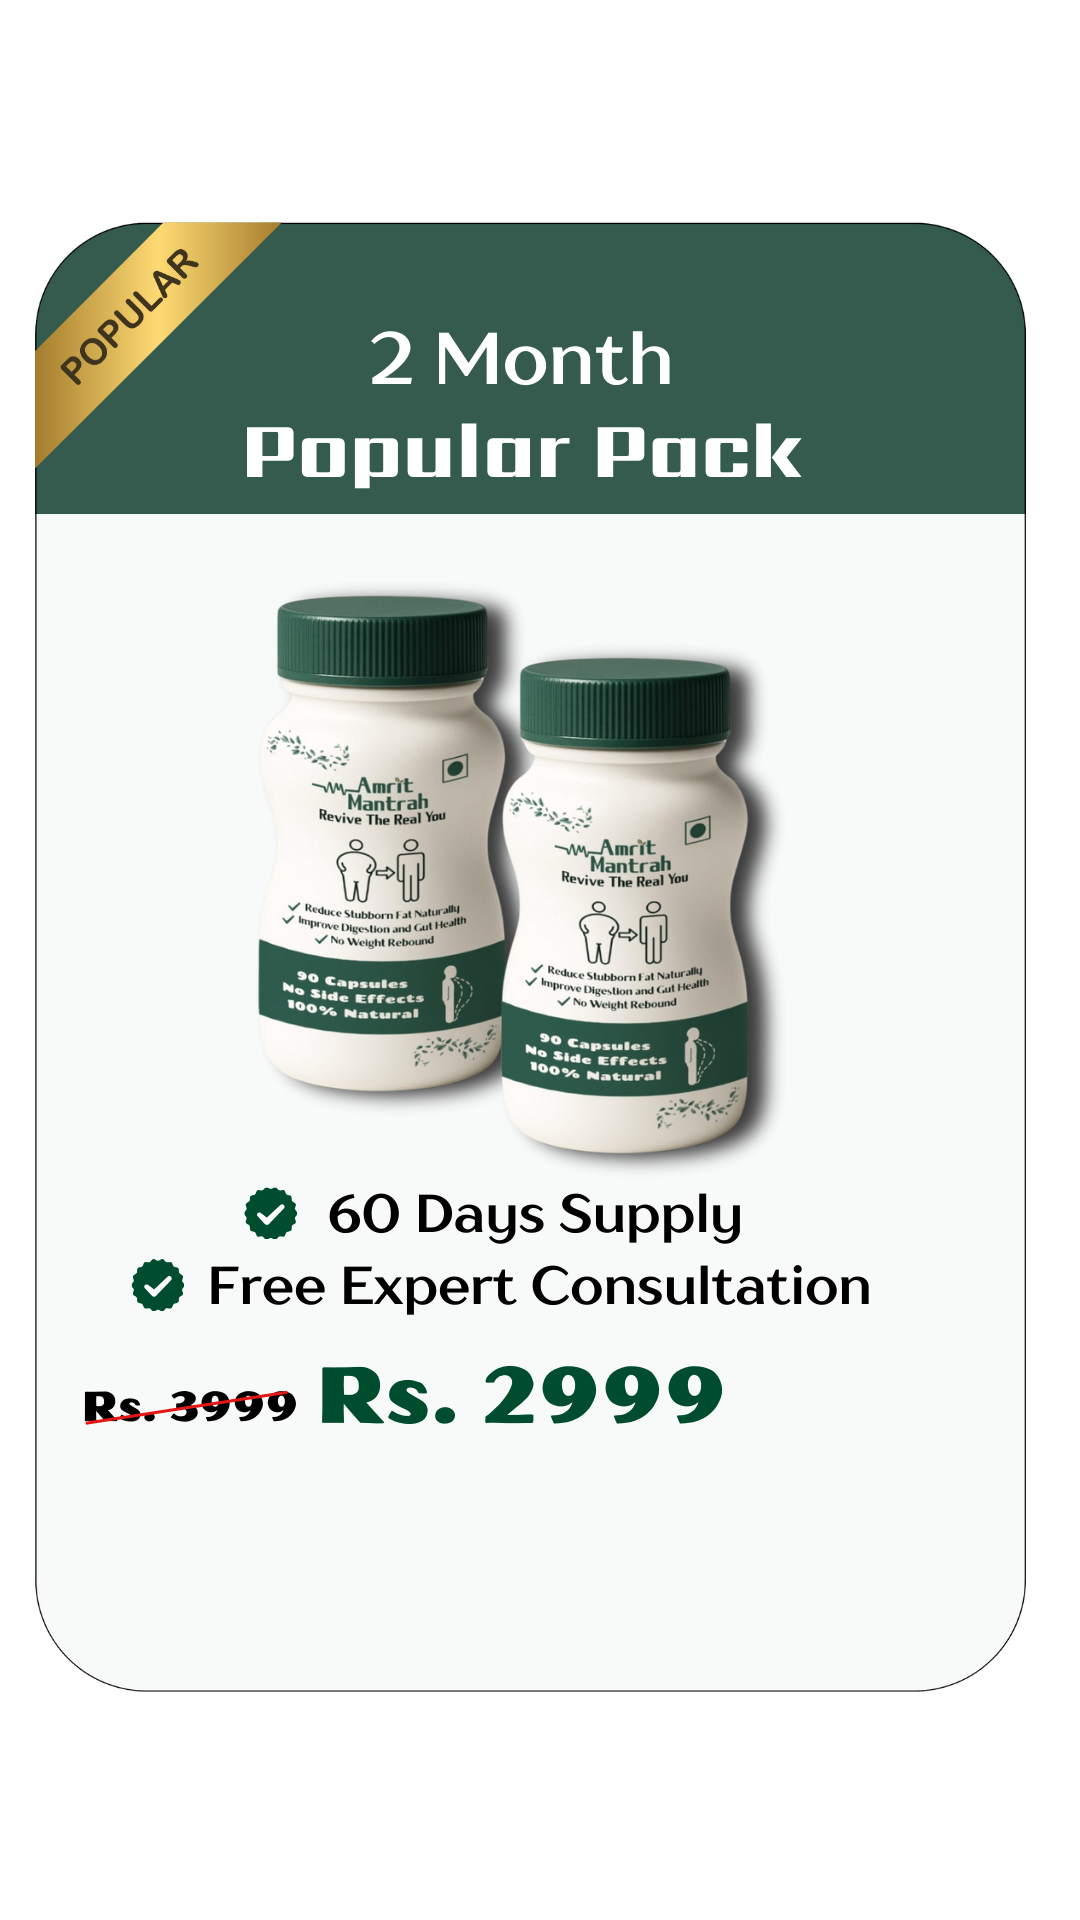 POPULAR
2 Month
Popular Pack
Amrit
Mantrah
Revive The Real You
Reduce Stubborn Fat Naturally
Improve Digestion and Gut Health
No Weight Rebound
90 Capsules
No Side Effects
100% Natural
Amrit
Mantrah
Revive The Real You
Reduce Stubborn Fat Naturally
Improve Digestion and Gut Health
No Weight Rebound
90 Capsules
No Side Effects
100% Natural
60 Days Supply
Free Expert Consultation
Rs. 3999 Rs. 2999